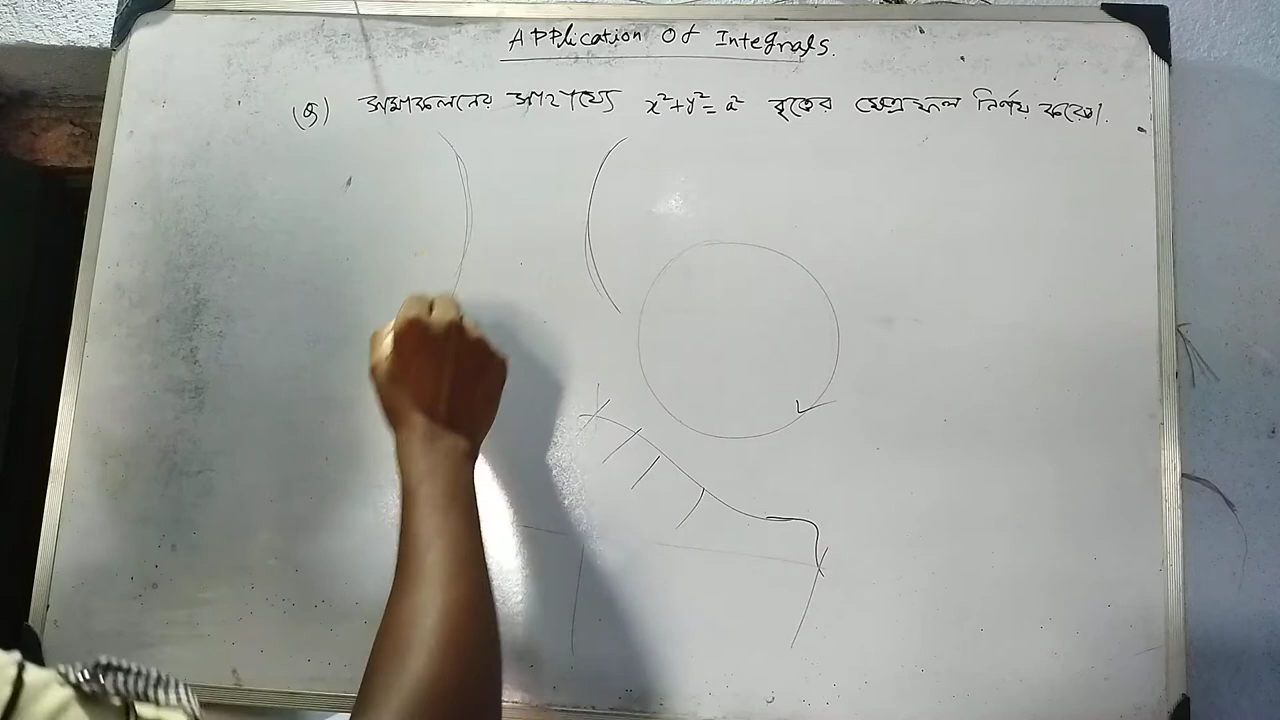 Application Of Integrals.
(Q) সমাকলনের সাহায্যে x²+y²=a² বৃত্তের ক্ষেত্রফল নির্ণয় করো।